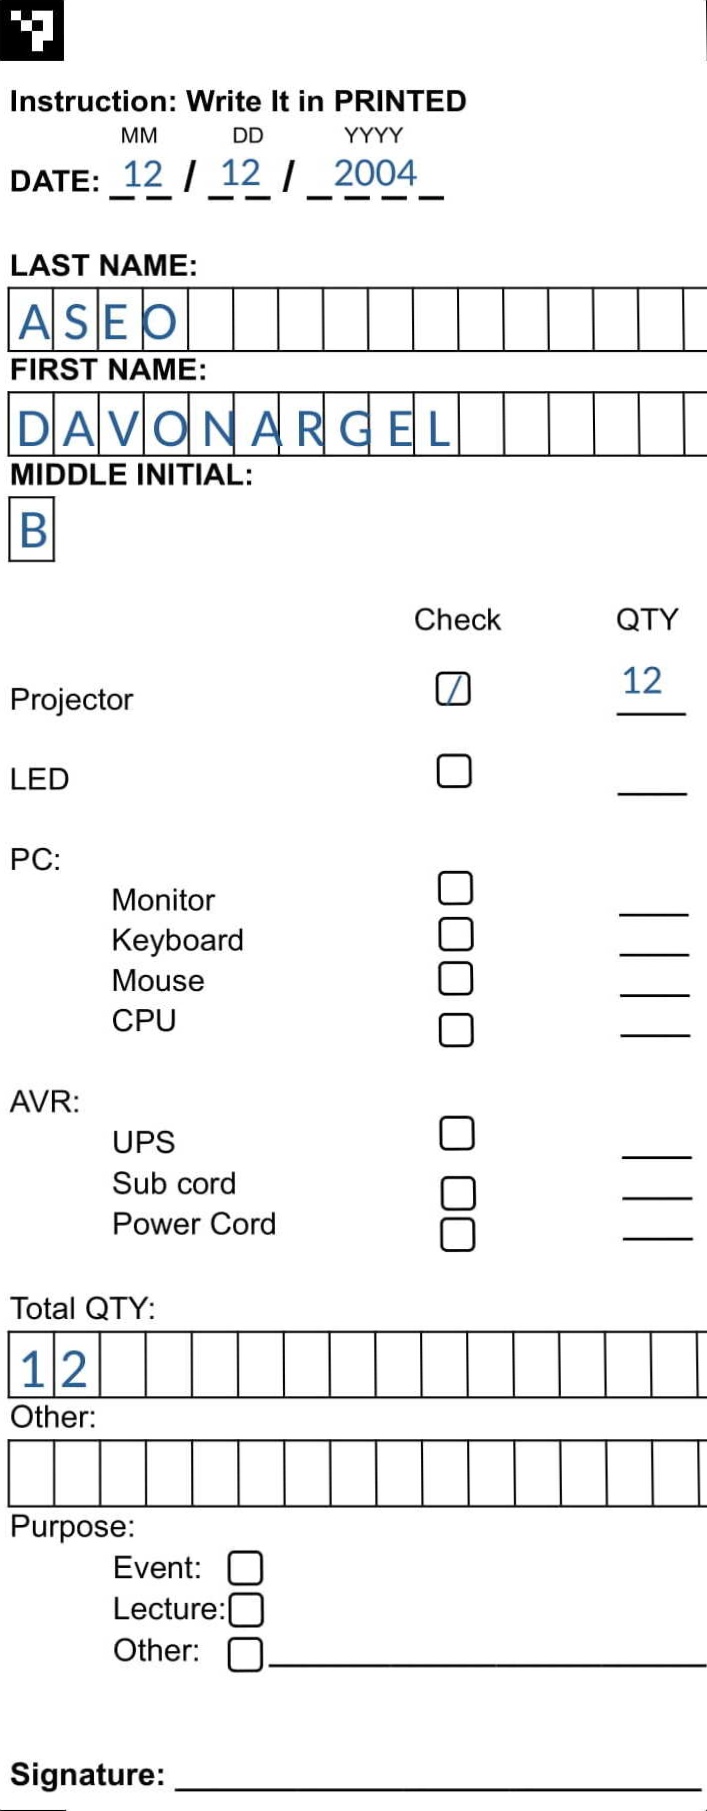 Instruction: Write It in PRINTED
MM DD YYYY
DATE: 12 / 12 / 2004
LAST NAME:
ASEO
FIRST NAME:
DAVONARGEL
MIDDLE INITIAL:
B
Check QTY
Projector / 12
LED
PC:
Monitor
Keyboard
Mouse
CPU
AVR:
UPS
Sub cord
Power Cord
Total QTY:
12
Other:
Purpose:
Event:
Lecture:
Other:
Signature: